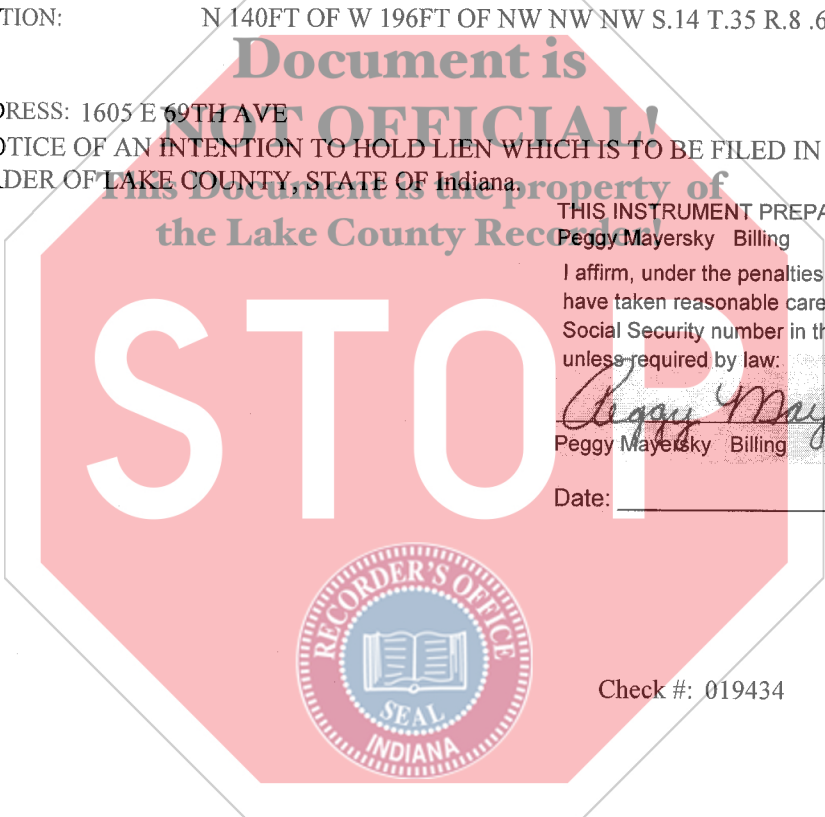 TION: N 140FT OF W 196FT OF NW NW NW S.14 T.35 R.8 .6
Document is
DRESS: 1605 E 69TH AVE
NOT OFFICIAL!
OTICE OF AN INTENTION TO HOLD LIEN WHICH IS TO BE FILED IN
RDER OF LAKE COUNTY, STATE OF Indiana.
This Document is the property of
the Lake County Recorder!
THIS INSTRUMENT PREPA
Peggy Mayersky Billing
I affirm, under the penalties
have taken reasonable care
Social Security number in th
unless required by law:
Peggy May
Peggy Mayersky Billing
Date:
STOP
RECORDER'S OFFICE
SEAL
INDIANA
Check #: 019434